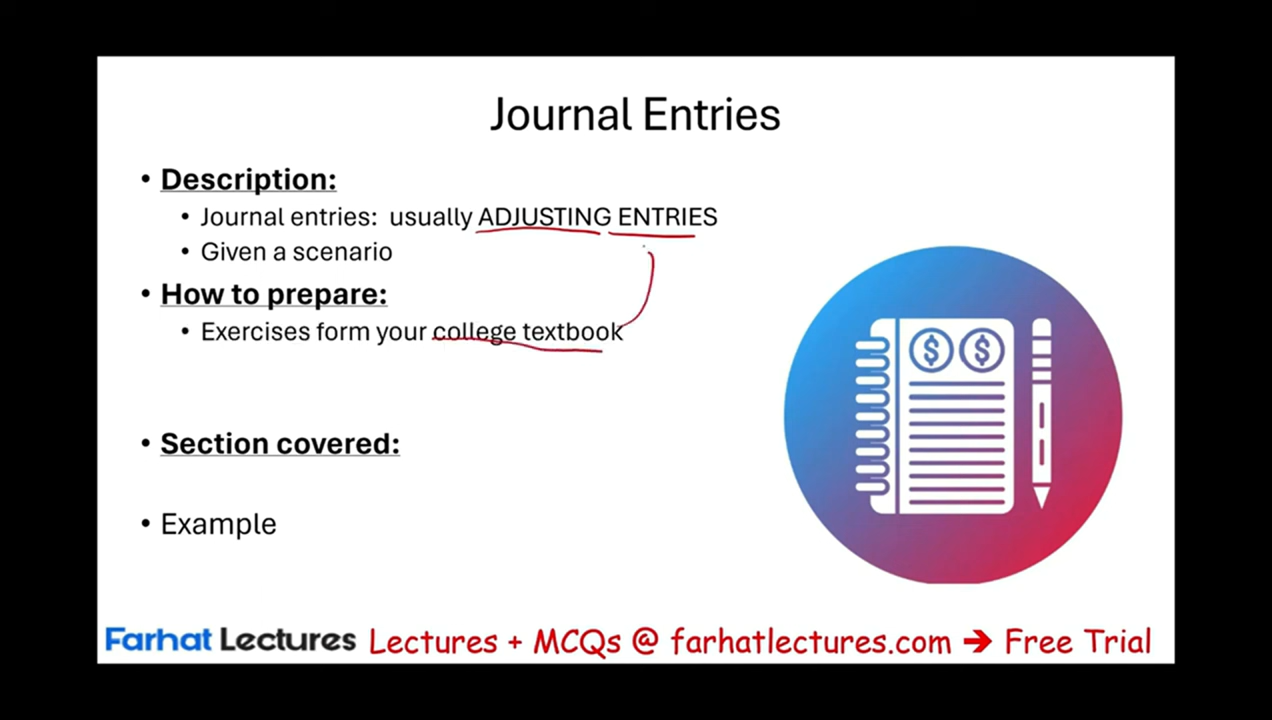 Journal Entries
• Description:
• Journal entries: usually ADJUSTING ENTRIES
• Given a scenario
• How to prepare:
• Exercises form your college textbook
• Section covered:
• Example
Farhat Lectures Lectures + MCQs @ farhatlectures.com → Free Trial